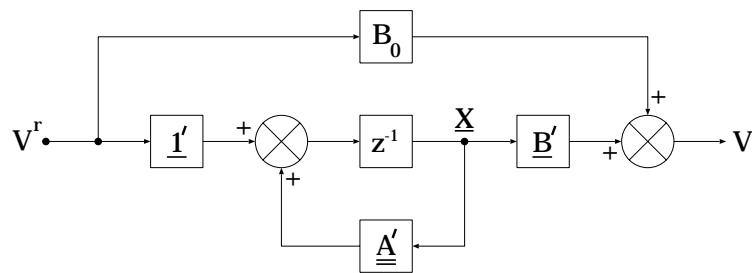 B₀
+
V^r
1′
+
+
z⁻¹
X
B′
+
V
A′